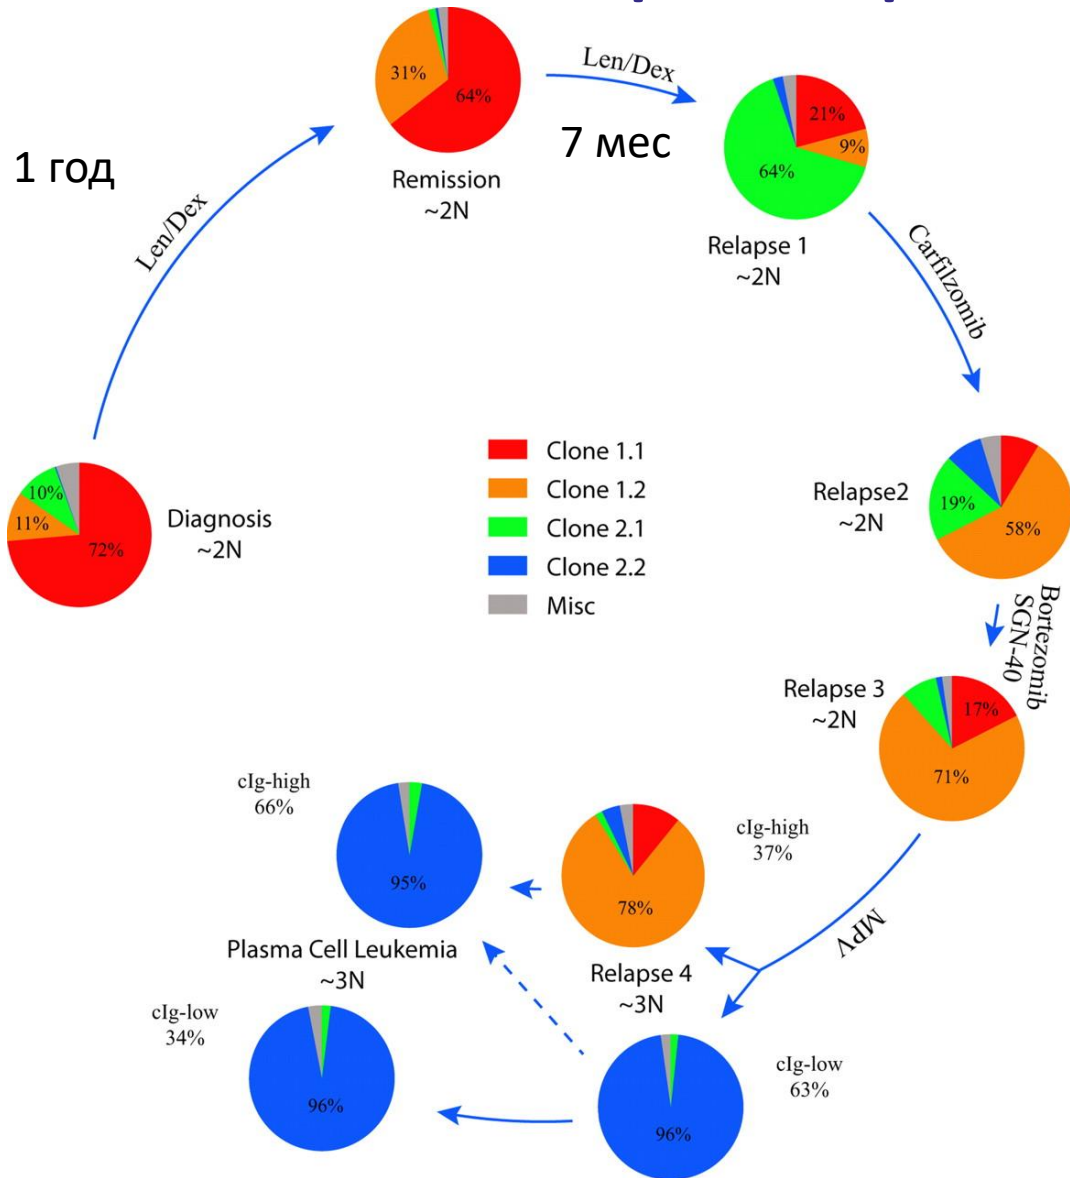 Len/Dex
31%
64%
Remission
~2N
1 год
Len/Dex
7 мес
21%
9%
64%
Relapse 1
~2N
Carfilzomib
10%
11%
72%
Diagnosis
~2N
Clone 1.1
Clone 1.2
Clone 2.1
Clone 2.2
Misc
Relapse2
~2N
19%
58%
Bortezomib
SGN-40
Relapse 3
~2N
17%
71%
MPV
cIg-high
37%
78%
Relapse 4
~3N
cIg-low
63%
96%
cIg-high
66%
95%
Plasma Cell Leukemia
~3N
cIg-low
34%
96%